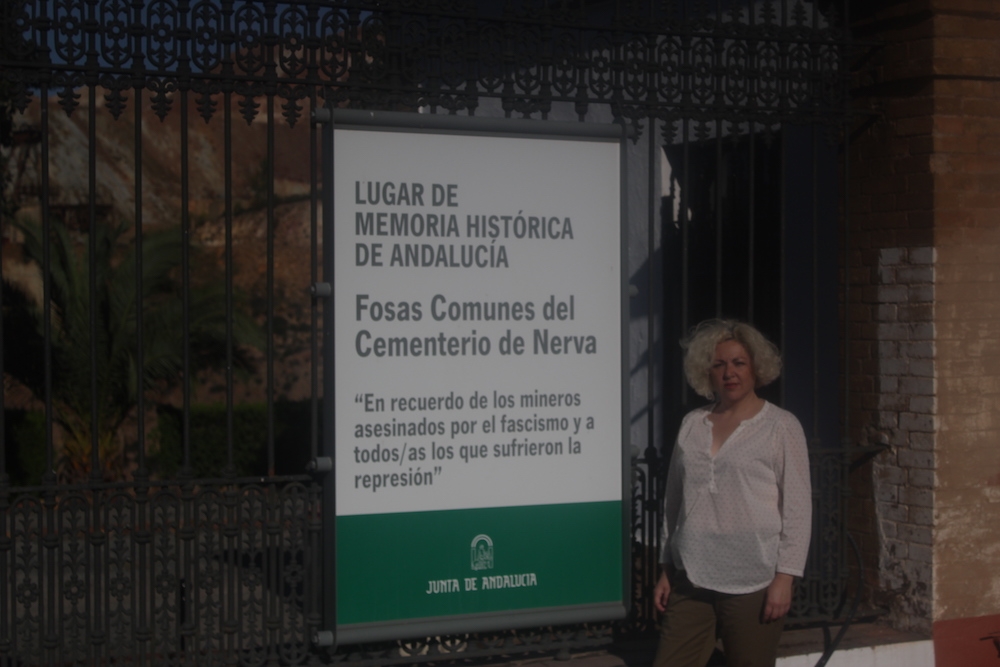 LUGAR DE
MEMORIA HISTÓRICA
DE ANDALUCÍA
Fosas Comunes del
Cementerio de Nerva
“En recuerdo de los mineros
asesinados por el fascismo y a
todos/as los que sufrieron la
represión”
JUNTA DE ANDALUCIA